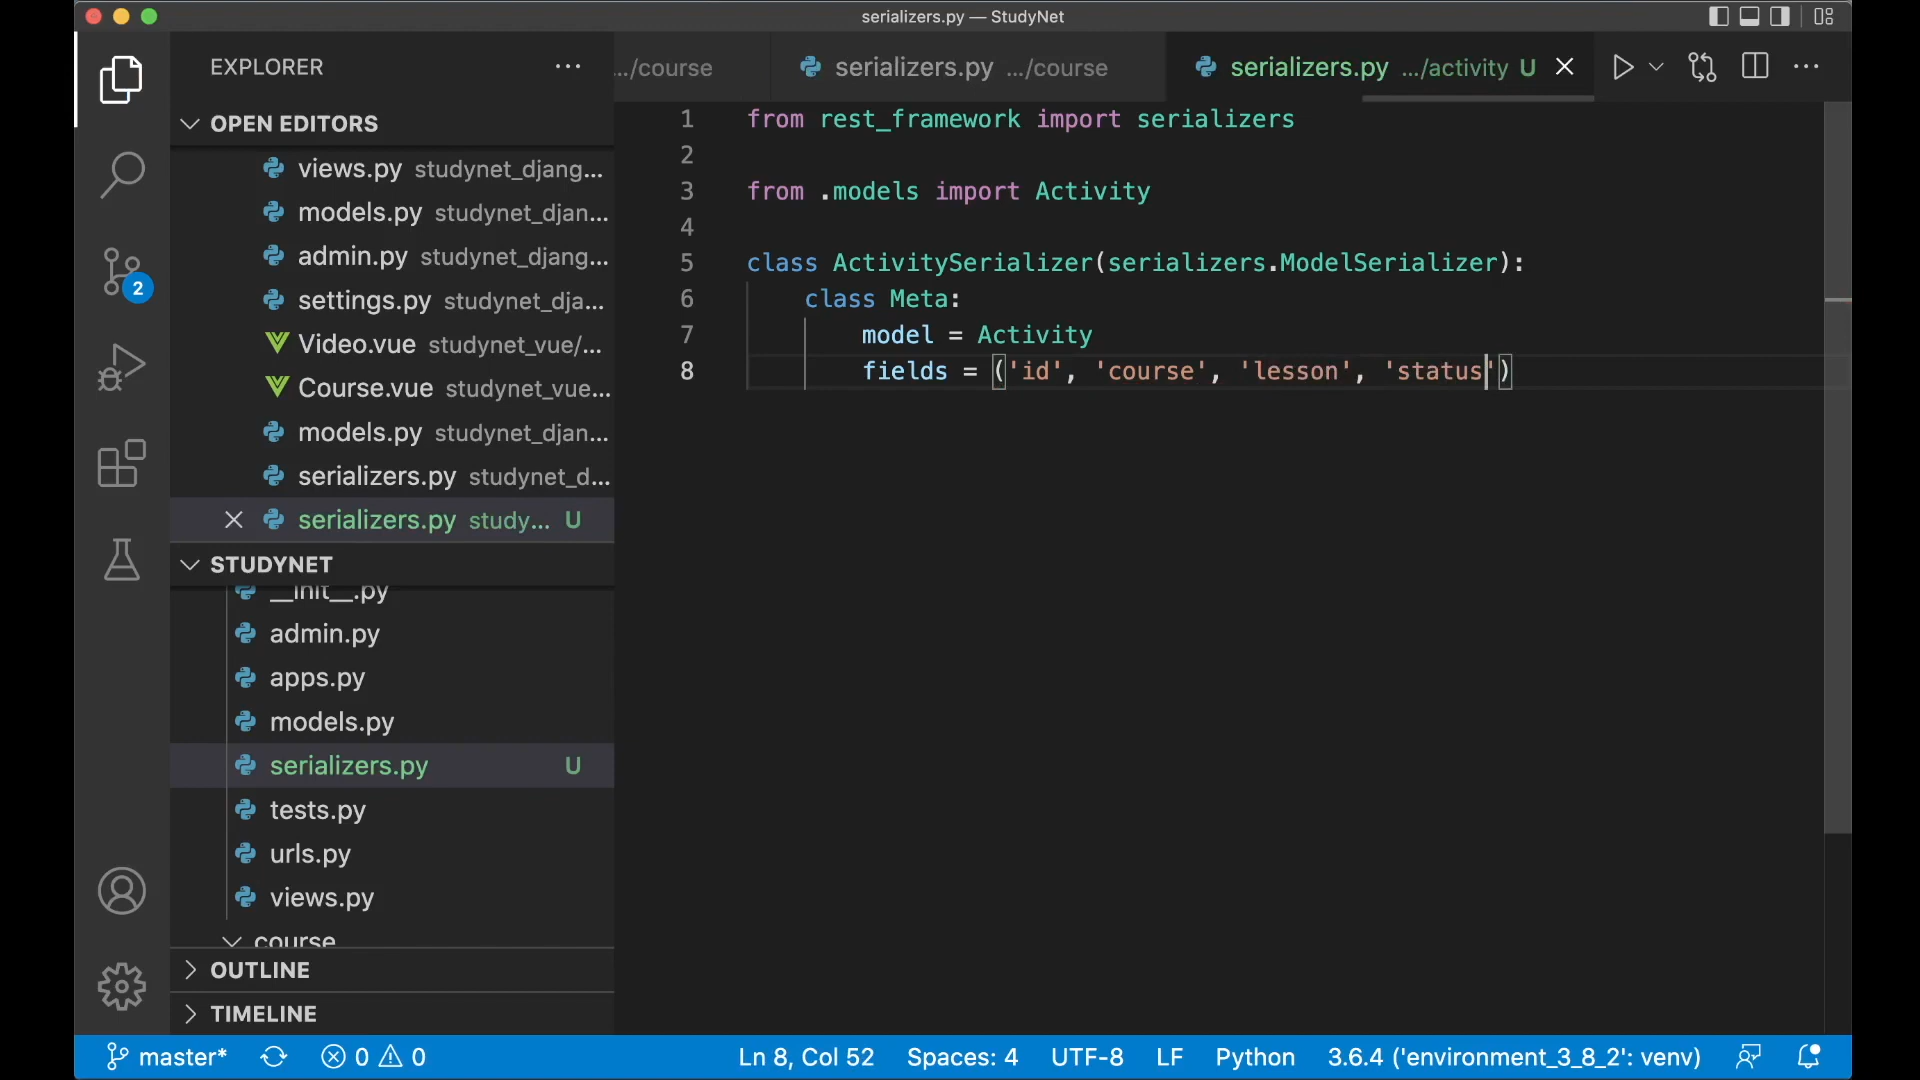 serializers.py — StudyNet
EXPLORER
.../course
serializers.py .../course
serializers.py .../activity U
OPEN EDITORS
views.py studynet_djang...
models.py studynet_djan...
admin.py studynet_djang...
settings.py studynet_dja...
Video.vue studynet_vue/...
Course.vue studynet_vue...
models.py studynet_djan...
serializers.py studynet_d...
serializers.py study... U
STUDYNET
__init__.py
admin.py
apps.py
models.py
serializers.py U
tests.py
urls.py
views.py
course
OUTLINE
TIMELINE
2
1 from rest_framework import serializers
2
3 from .models import Activity
4
5 class ActivitySerializer(serializers.ModelSerializer):
6 class Meta:
7 model = Activity
8 fields = ('id', 'course', 'lesson', 'status')
master* 0 0 Ln 8, Col 52 Spaces: 4 UTF-8 LF Python 3.6.4 ('environment_3_8_2': venv)